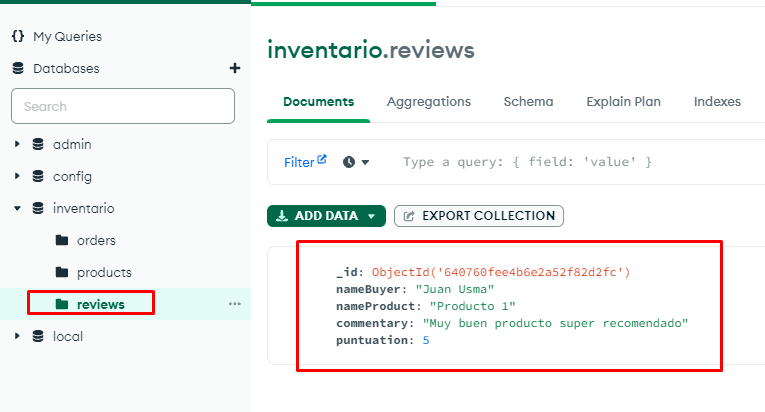 My Queries
Databases
Search
admin
config
inventario
orders
products
reviews
local
inventario.reviews
Documents Aggregations Schema Explain Plan Indexes
Filter Type a query: { field: 'value' }
ADD DATA EXPORT COLLECTION
_id: ObjectId('640760fee4b6e2a52f82d2fc')
nameBuyer: "Juan Usma"
nameProduct: "Producto 1"
commentary: "Muy buen producto super recomendado"
puntuation: 5